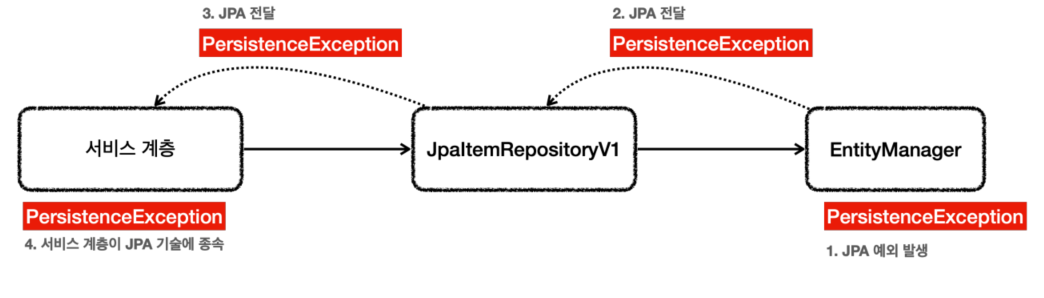 3. JPA 전달
2. JPA 전달
PersistenceException
PersistenceException
서비스 계층
JpaItemRepositoryV1
EntityManager
PersistenceException
PersistenceException
4. 서비스 계층이 JPA 기술에 종속
1. JPA 예외 발생